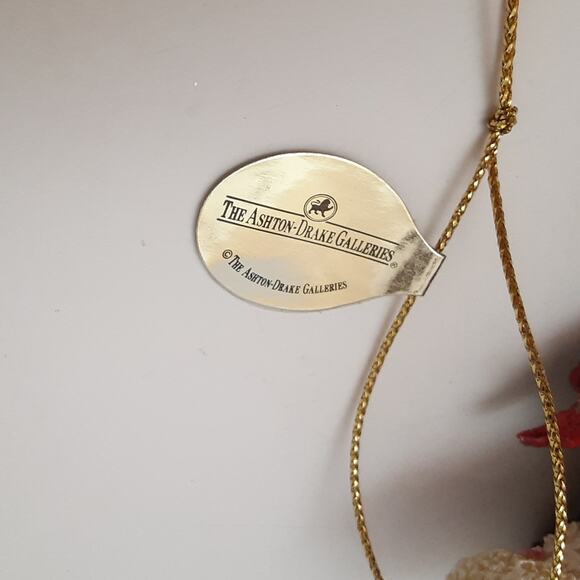 THE ASHTON-DRAKE GALLERIES®
© THE ASHTON-DRAKE GALLERIES